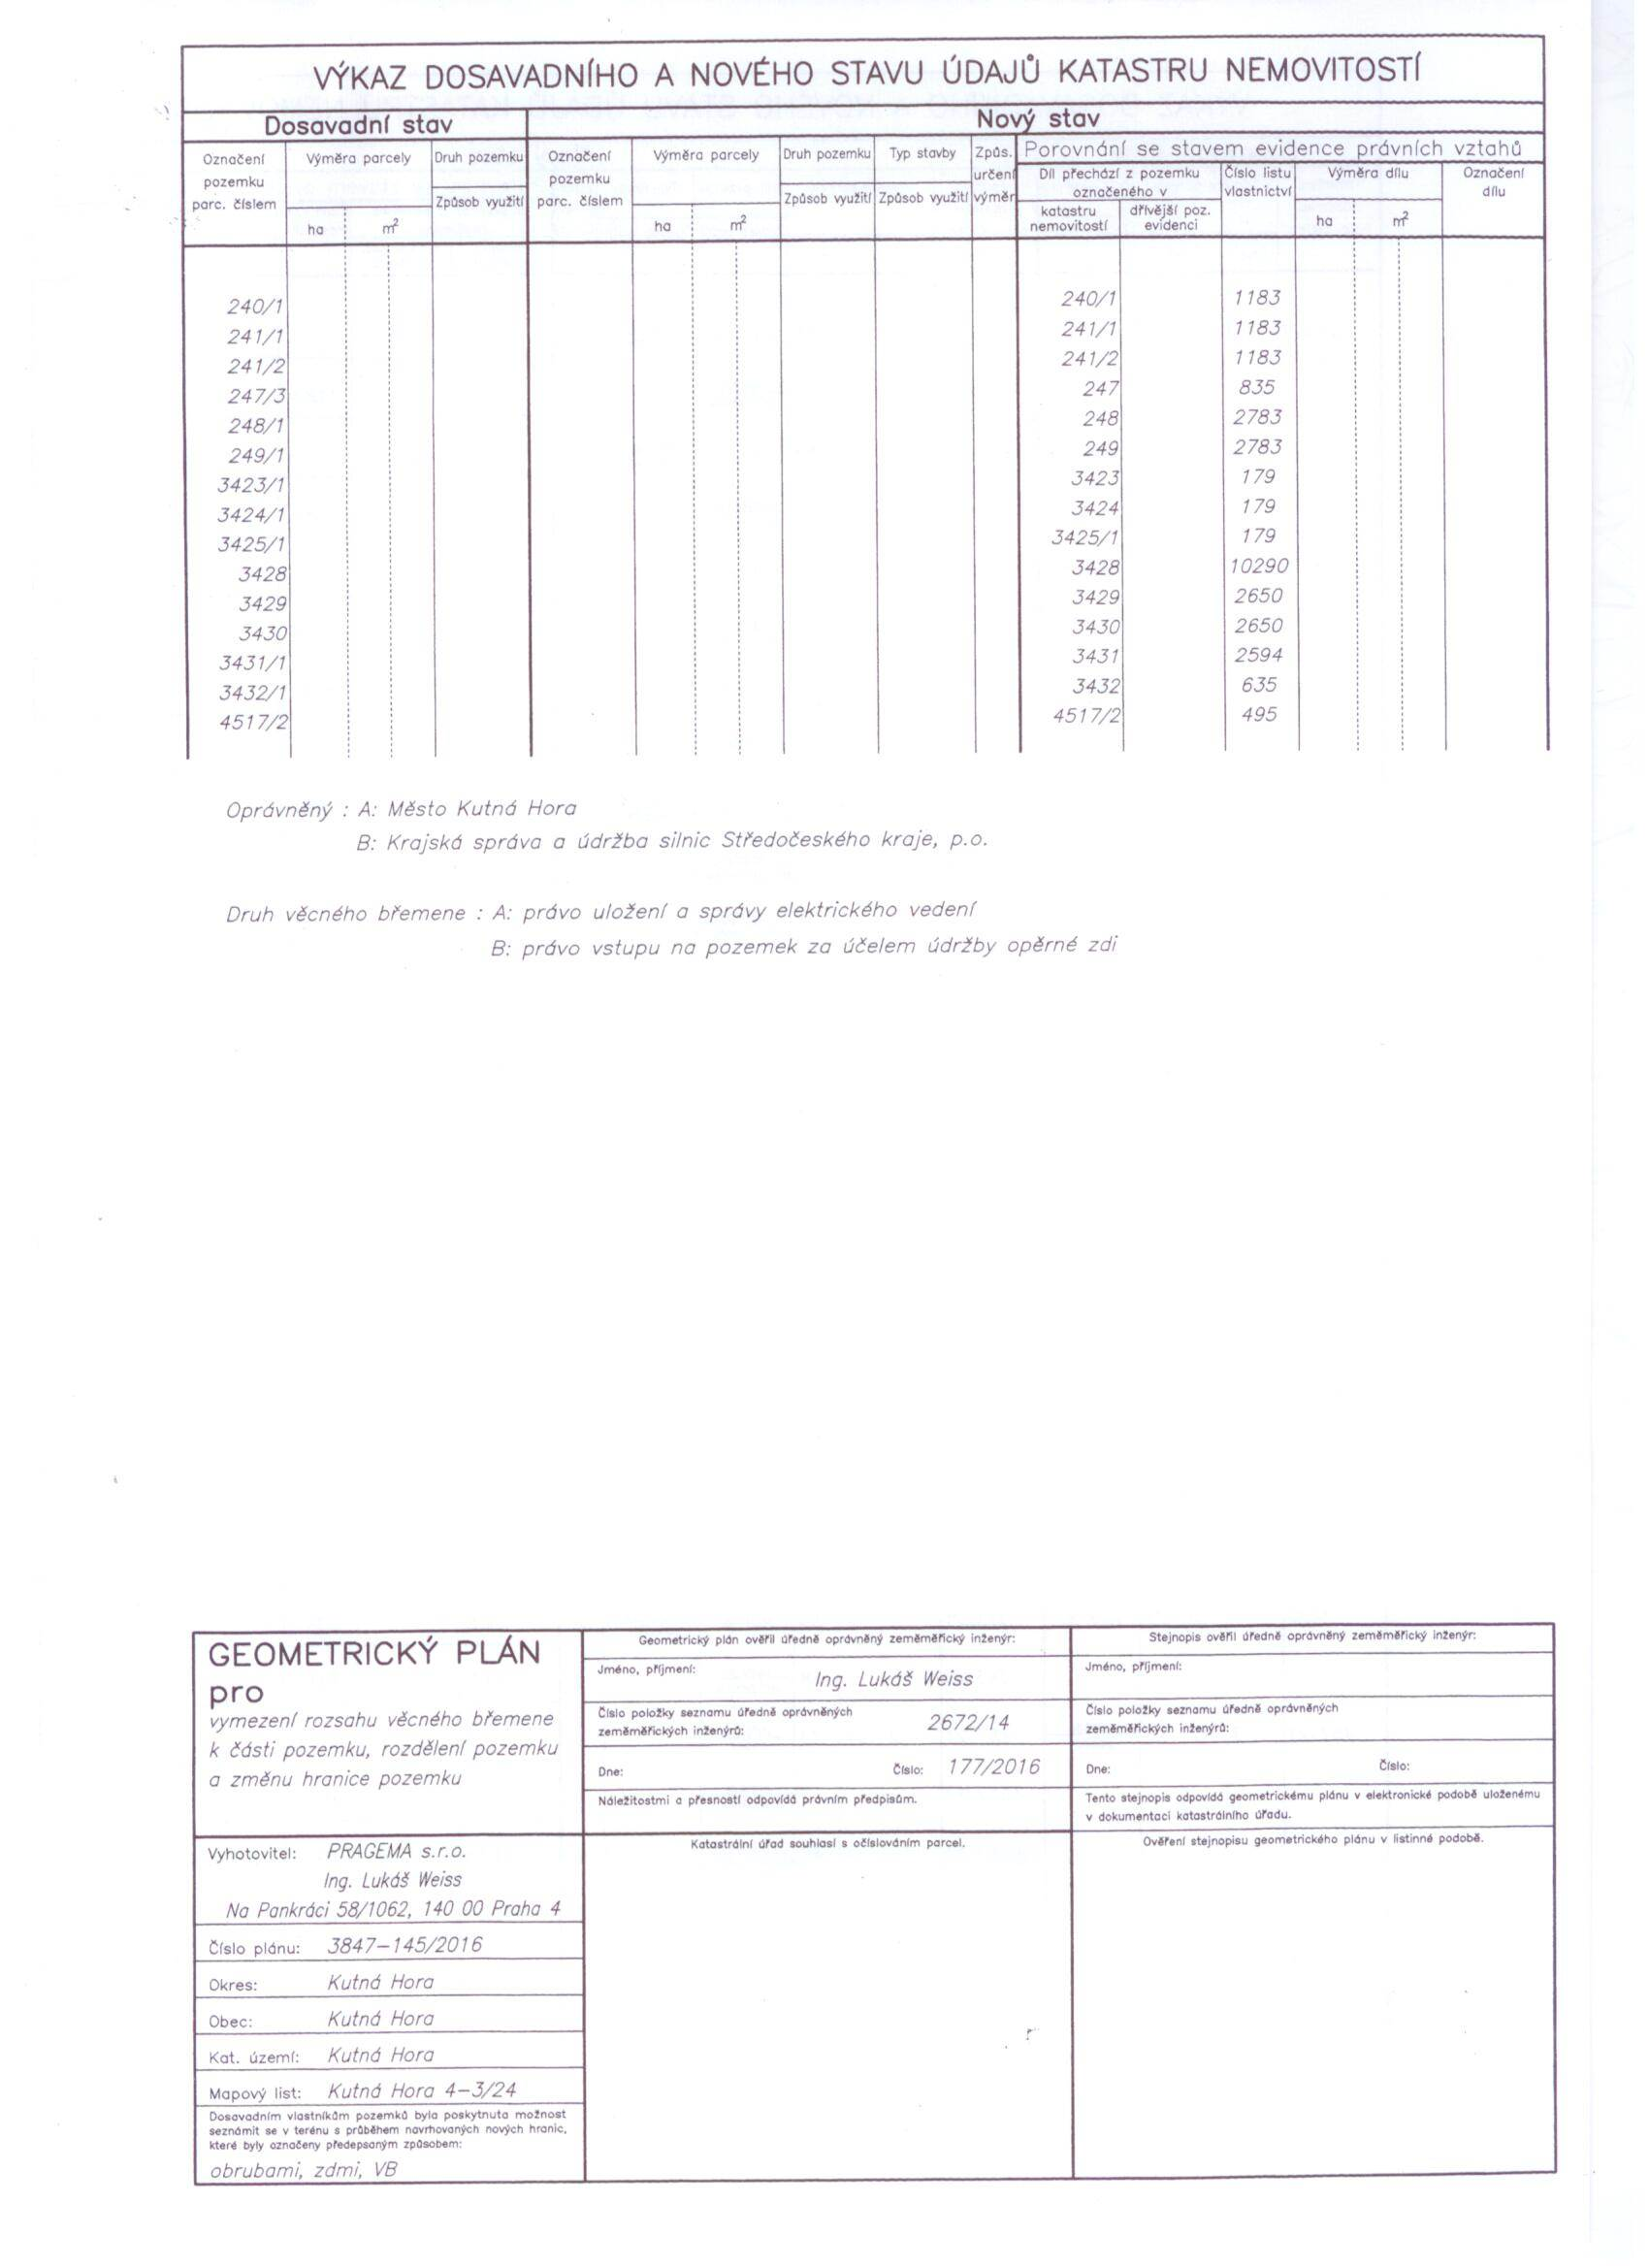 VÝKAZ DOSAVADNÍHO A NOVÉHO STAVU ÚDAJŮ KATASTRU NEMOVITOSTÍ
Dosavadní stav Nový stav
Označení pozemku parc. číslem Výměra parcely ha m² Druh pozemku Způsob využití Označení pozemku parc. číslem Výměra parcely ha m² Druh pozemku Způsob využití Typ stavby Způsob využití Způs. určení výměr Porovnání se stavem evidence právních vztahů
Díl přechází z pozemku označeného v Číslo listu vlastnictví Výměra dílu Označení dílu
katastru nemovitostí dřívější poz. evidenci ha m²
240/1 240/1 1183
241/1 241/1 1183
241/2 241/2 1183
247/3 247 835
248/1 248 2783
249/1 249 2783
3423/1 3423 179
3424/1 3424 179
3425/1 3425/1 179
3428 3428 10290
3429 3429 2650
3430 3430 2650
3431/1 3431 2594
3432/1 3432 635
4517/2 4517/2 495
Oprávněný : A: Město Kutná Hora
B: Krajská správa a údržba silnic Středočeského kraje, p.o.
Druh věcného břemene : A: právo uložení a správy elektrického vedení
B: právo vstupu na pozemek za účelem údržby opěrné zdi
GEOMETRICKÝ PLÁN
pro
vymezení rozsahu věcného břemene
k části pozemku, rozdělení pozemku
a změnu hranice pozemku
Geometrický plán ověřil úředně oprávněný zeměměřický inženýr:
Jméno, příjmení: Ing. Lukáš Weiss
Číslo položky seznamu úředně oprávněných
zeměměřických inženýrů: 2672/14
Dne: Číslo: 177/2016
Náležitostmi a přesností odpovídá právním předpisům.
Stejnopis ověřil úředně oprávněný zeměměřický inženýr:
Jméno, příjmení:
Číslo položky seznamu úředně oprávněných
zeměměřických inženýrů:
Dne: Číslo:
Tento stejnopis odpovídá geometrickému plánu v elektronické podobě uloženému
v dokumentaci katastrálního úřadu.
Vyhotovitel: PRAGEMA s.r.o.
Ing. Lukáš Weiss
Na Pankráci 58/1062, 140 00 Praha 4
Číslo plánu: 3847-145/2016
Okres: Kutná Hora
Obec: Kutná Hora
Kat. území: Kutná Hora
Mapový list: Kutná Hora 4-3/24
Dosavadním vlastníkům pozemků byla poskytnuta možnost
seznámit se v terénu s průběhem navrhovaných nových hranic,
které byly označeny předepsaným způsobem:
obrubami, zdmi, VB
Katastrální úřad souhlasí s očíslováním parcel.
Ověření stejnopisu geometrického plánu v listinné podobě.